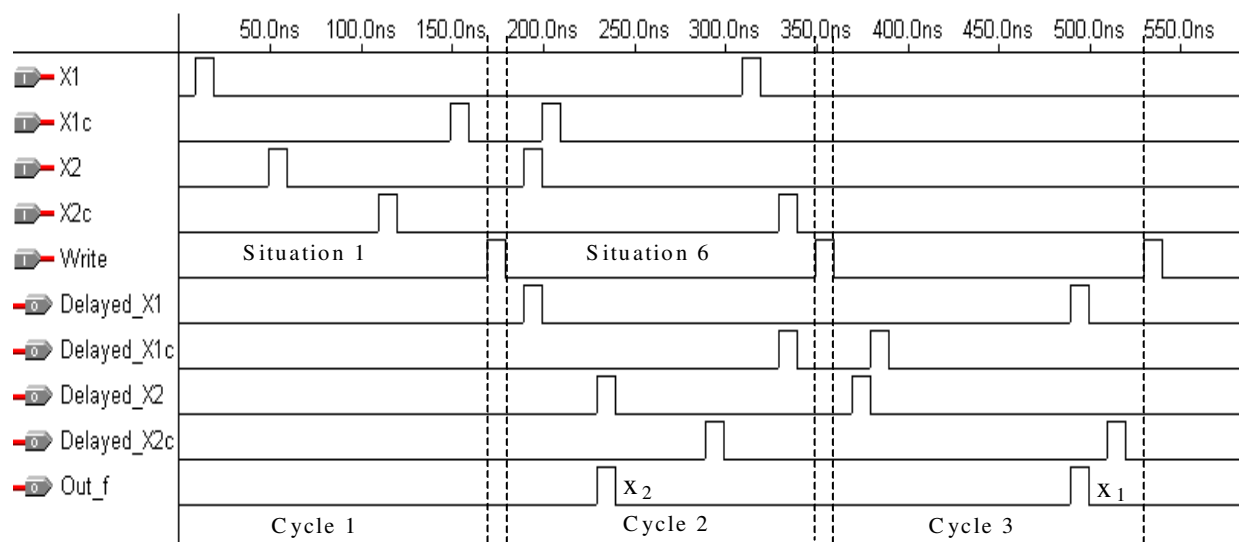 50.0ns 100.0ns 150.0ns 200.0ns 250.0ns 300.0ns 350.0ns 400.0ns 450.0ns 500.0ns 550.0ns
X1
X1c
X2
X2c
Situation 1 Situation 6
Write
Delayed_X1
Delayed_X1c
Delayed_X2
Delayed_X2c
Out_f x2 x1
Cycle 1 Cycle 2 Cycle 3